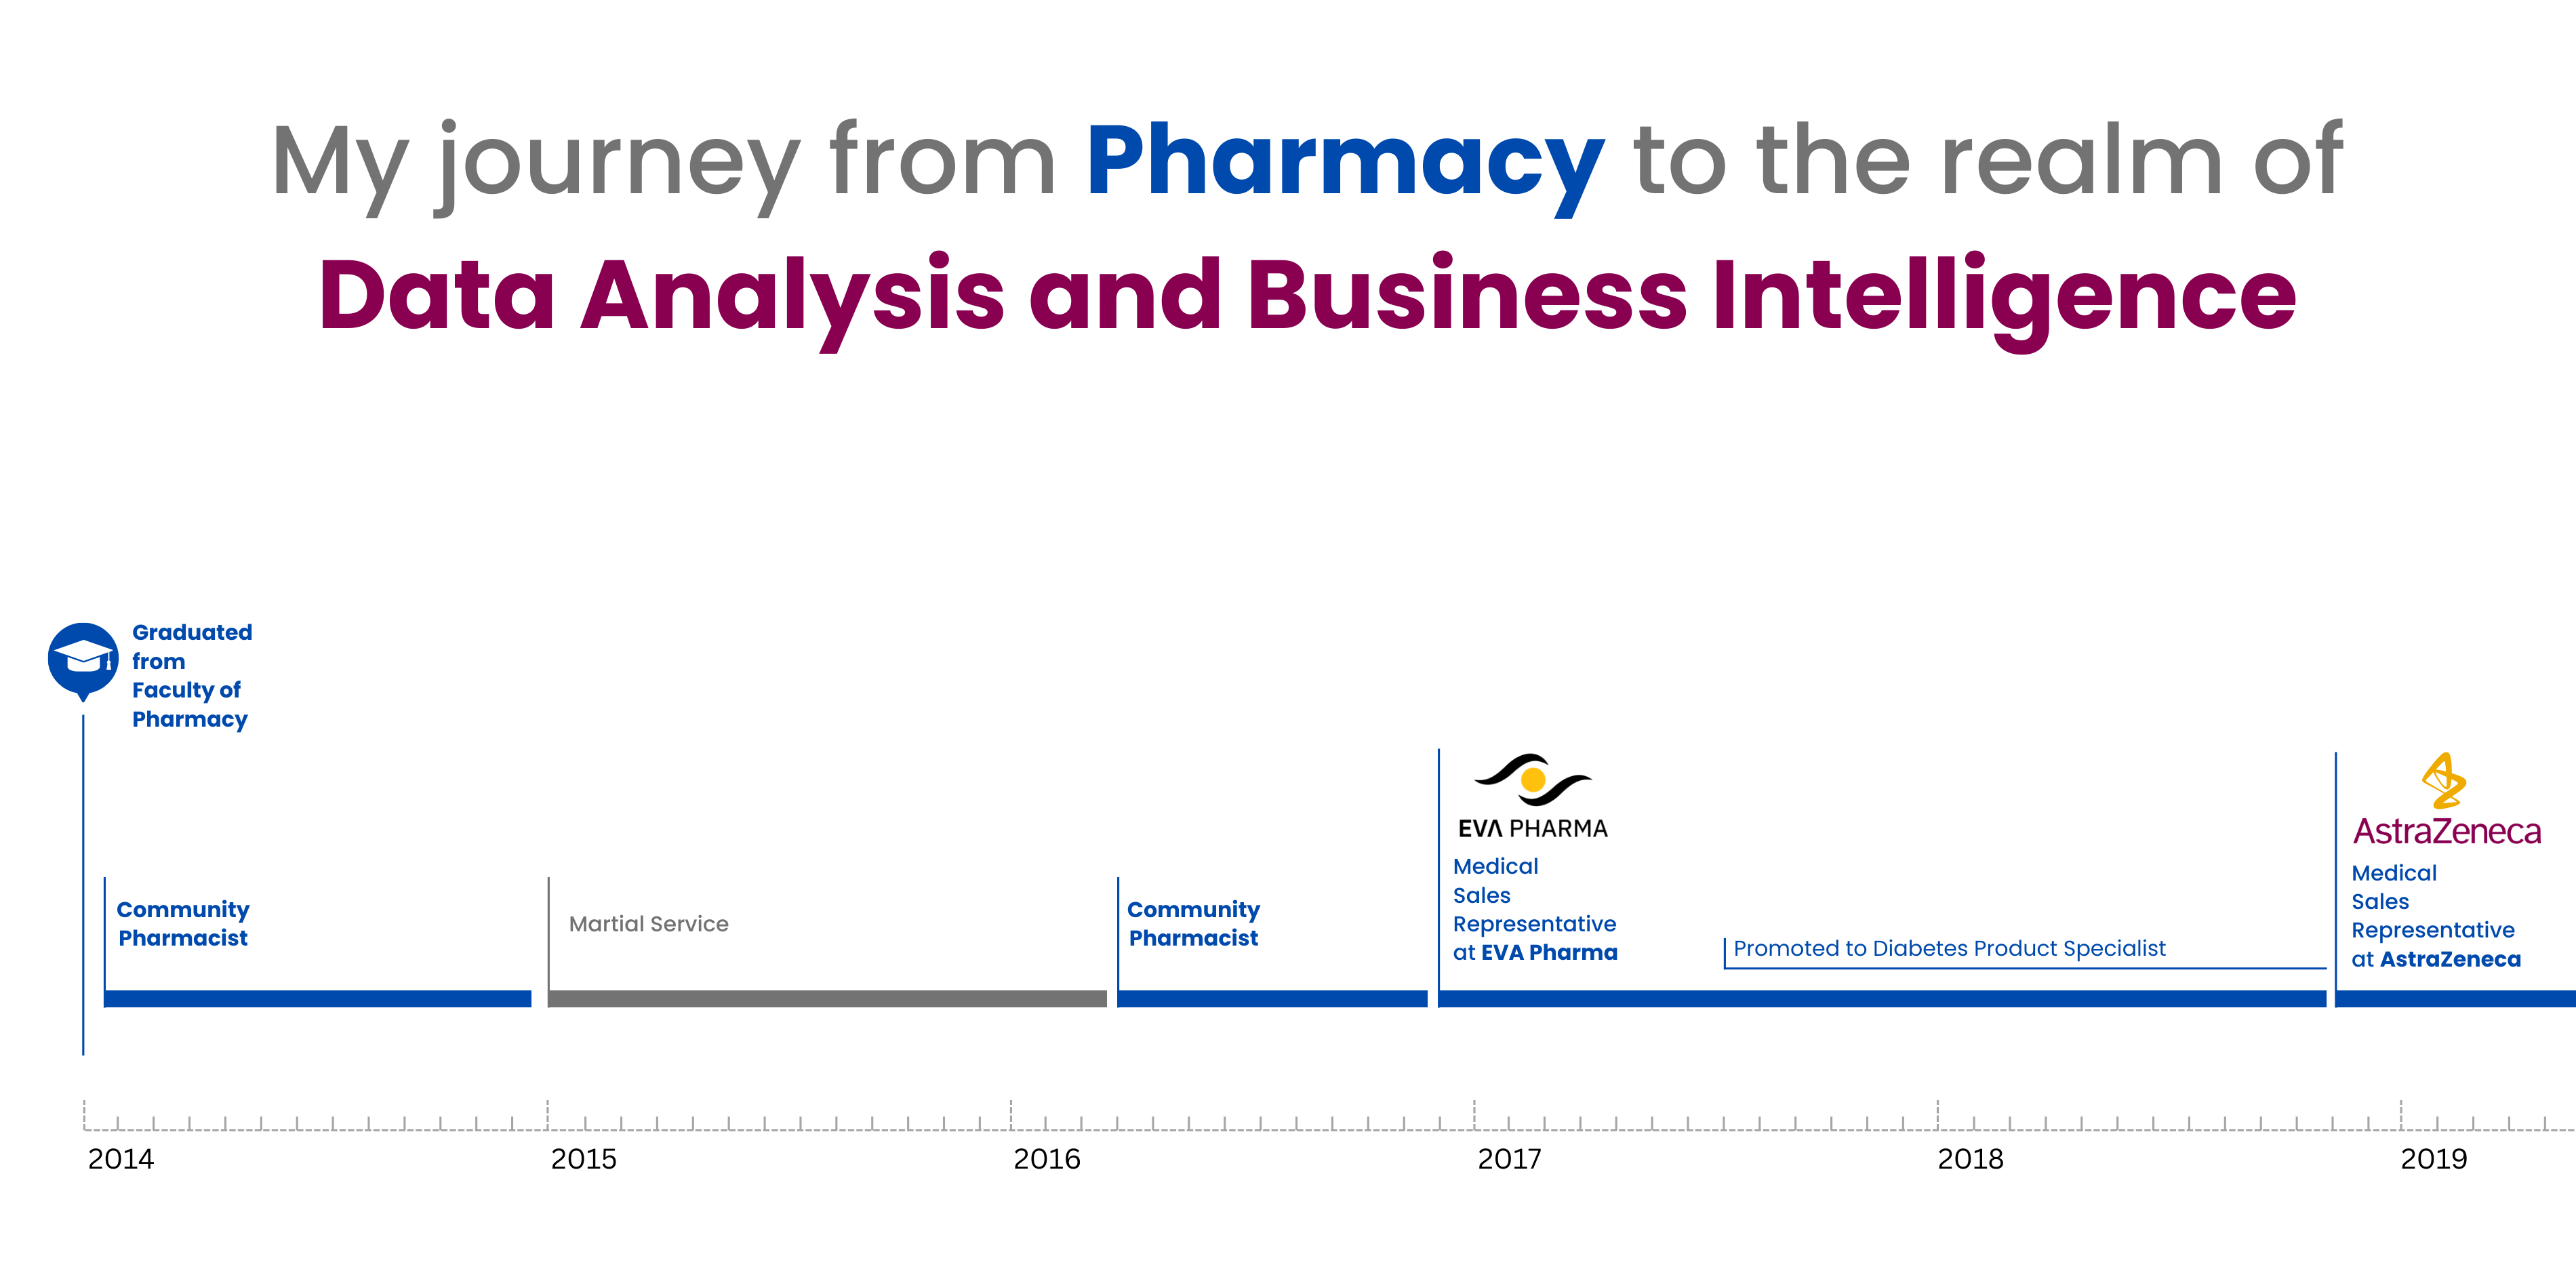 My journey from Pharmacy to the realm of
Data Analysis and Business Intelligence
Graduated
from
Faculty of
Pharmacy
Community
Pharmacist
Martial Service
Community
Pharmacist
EVA PHARMA
Medical
Sales
Representative
at EVA Pharma
Promoted to Diabetes Product Specialist
AstraZeneca
Medical
Sales
Representative
at AstraZeneca
2014
2015
2016
2017
2018
2019